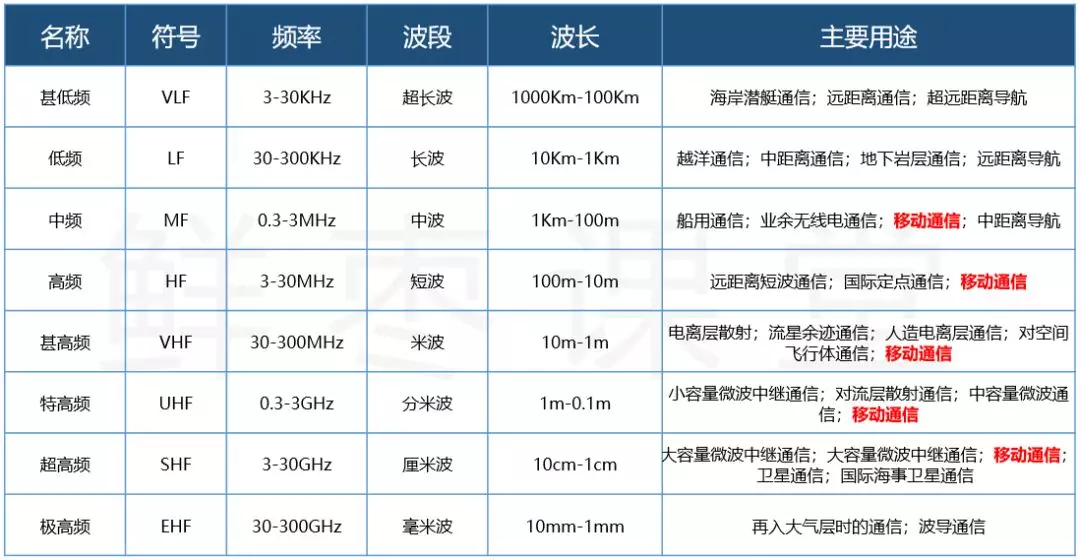 名称 符号 频率 波段 波长 主要用途
甚低频 VLF 3-30KHz 超长波 1000Km-100Km 海岸潜艇通信；远距离通信；超远距离导航
低频 LF 30-300KHz 长波 10Km-1Km 越洋通信；中距离通信；地下岩层通信；远距离导航
中频 MF 0.3-3MHz 中波 1Km-100m 船用通信；业余无线电通信；移动通信；中距离导航
高频 HF 3-30MHz 短波 100m-10m 远距离短波通信；国际定点通信；移动通信
甚高频 VHF 30-300MHz 米波 10m-1m 电离层散射；流星余迹通信；人造电离层通信；对空间
飞行体通信；移动通信
特高频 UHF 0.3-3GHz 分米波 1m-0.1m 小容量微波中继通信；对流层散射通信；中容量微波通
信；移动通信
超高频 SHF 3-30GHz 厘米波 10cm-1cm 大容量微波中继通信；大容量微波中继通信；移动通信；
卫星通信；国际海事卫星通信
极高频 EHF 30-300GHz 毫米波 10mm-1mm 再入大气层时的通信；波导通信
鲜枣课堂